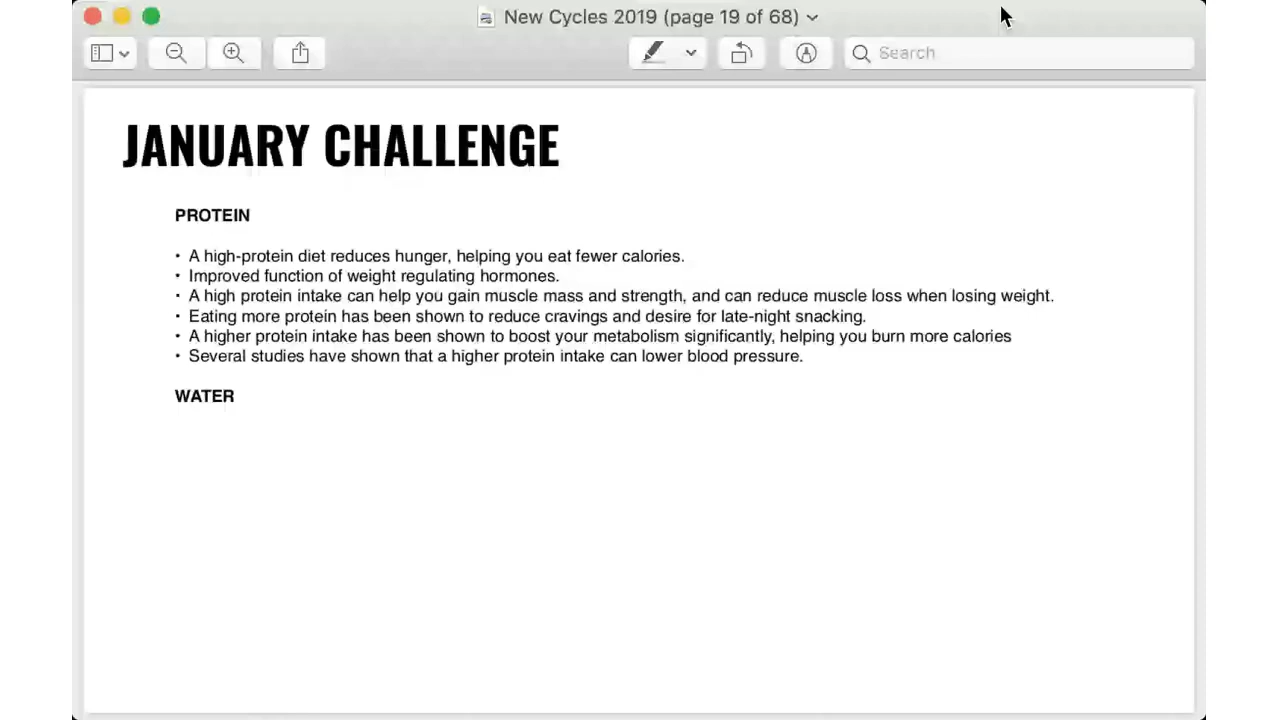 New Cycles 2019 (page 19 of 68)
Search
JANUARY CHALLENGE
PROTEIN
• A high-protein diet reduces hunger, helping you eat fewer calories.
• Improved function of weight regulating hormones.
• A high protein intake can help you gain muscle mass and strength, and can reduce muscle loss when losing weight.
• Eating more protein has been shown to reduce cravings and desire for late-night snacking.
• A higher protein intake has been shown to boost your metabolism significantly, helping you burn more calories
• Several studies have shown that a higher protein intake can lower blood pressure.
WATER